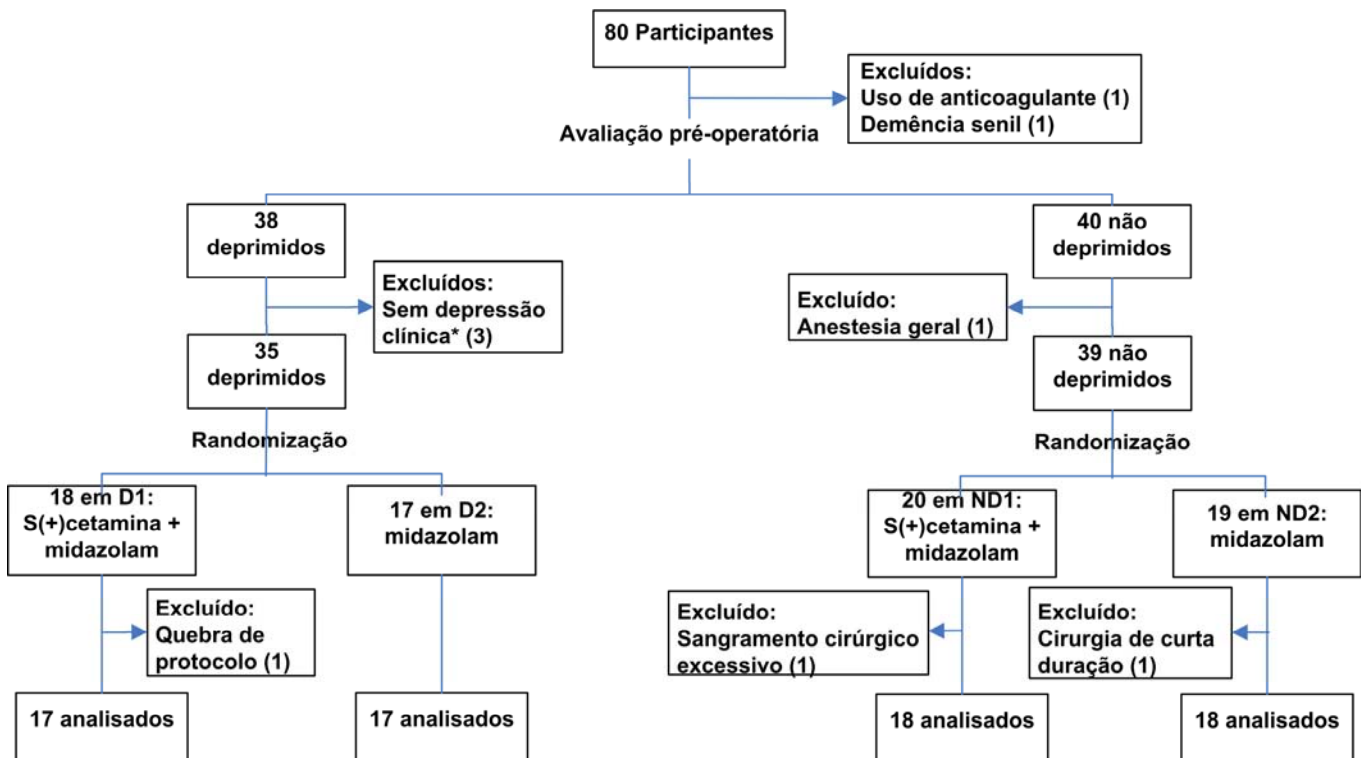 80 Participantes
Excluídos:
Uso de anticoagulante (1)
Demência senil (1)
Avaliação pré-operatória
38
deprimidos
40 não
deprimidos
Excluídos:
Sem depressão
clínica* (3)
Excluído:
Anestesia geral (1)
35
deprimidos
39 não
deprimidos
Randomização
Randomização
18 em D1:
S(+)cetamina +
midazolam
17 em D2:
midazolam
20 em ND1:
S(+)cetamina +
midazolam
19 em ND2:
midazolam
Excluído:
Quebra de
protocolo (1)
Excluído:
Sangramento cirúrgico
excessivo (1)
Excluído:
Cirurgia de curta
duração (1)
17 analisados
17 analisados
18 analisados
18 analisados